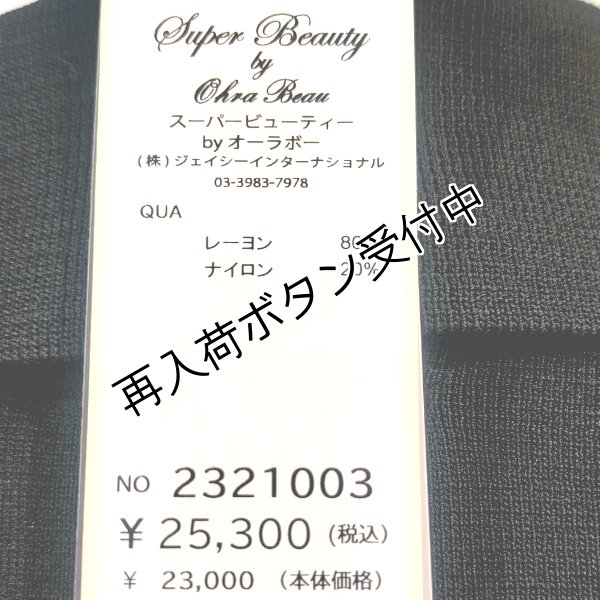 Super Beauty
by
Ohra Beau
スーパービューティー
by オーラボー
(株)ジェイシーインターナショナル
03-3983-7978
QUA
レーヨン
ナイロン 20%
再入荷ボタン受付中
NO 2321003
¥ 25,300 (税込)
¥ 23,000 (本体価格)